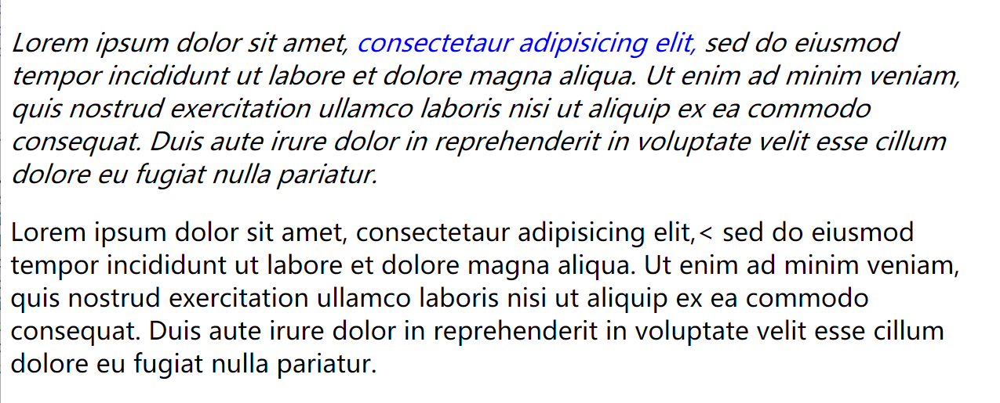 Lorem ipsum dolor sit amet, consectetaur adipisicing elit, sed do eiusmod
tempor incididunt ut labore et dolore magna aliqua. Ut enim ad minim veniam,
quis nostrud exercitation ullamco laboris nisi ut aliquip ex ea commodo
consequat. Duis aute irure dolor in reprehenderit in voluptate velit esse cillum
dolore eu fugiat nulla pariatur.
Lorem ipsum dolor sit amet, consectetaur adipisicing elit,< sed do eiusmod
tempor incididunt ut labore et dolore magna aliqua. Ut enim ad minim veniam,
quis nostrud exercitation ullamco laboris nisi ut aliquip ex ea commodo
consequat. Duis aute irure dolor in reprehenderit in voluptate velit esse cillum
dolore eu fugiat nulla pariatur.